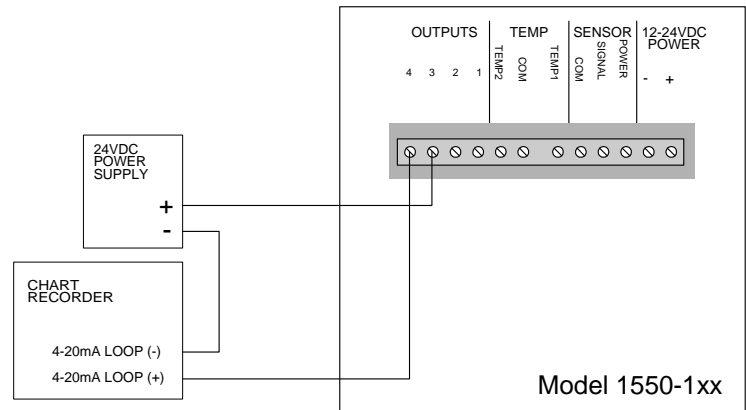 OUTPUTS TEMP SENSOR 12-24VDC
POWER
4 3 2 1 TEMP2 COM TEMP1 COM SIGNAL POWER - +
24VDC
POWER
SUPPLY
+
-
CHART
RECORDER
4-20mA LOOP (-)
4-20mA LOOP (+)
Model 1550-1xx